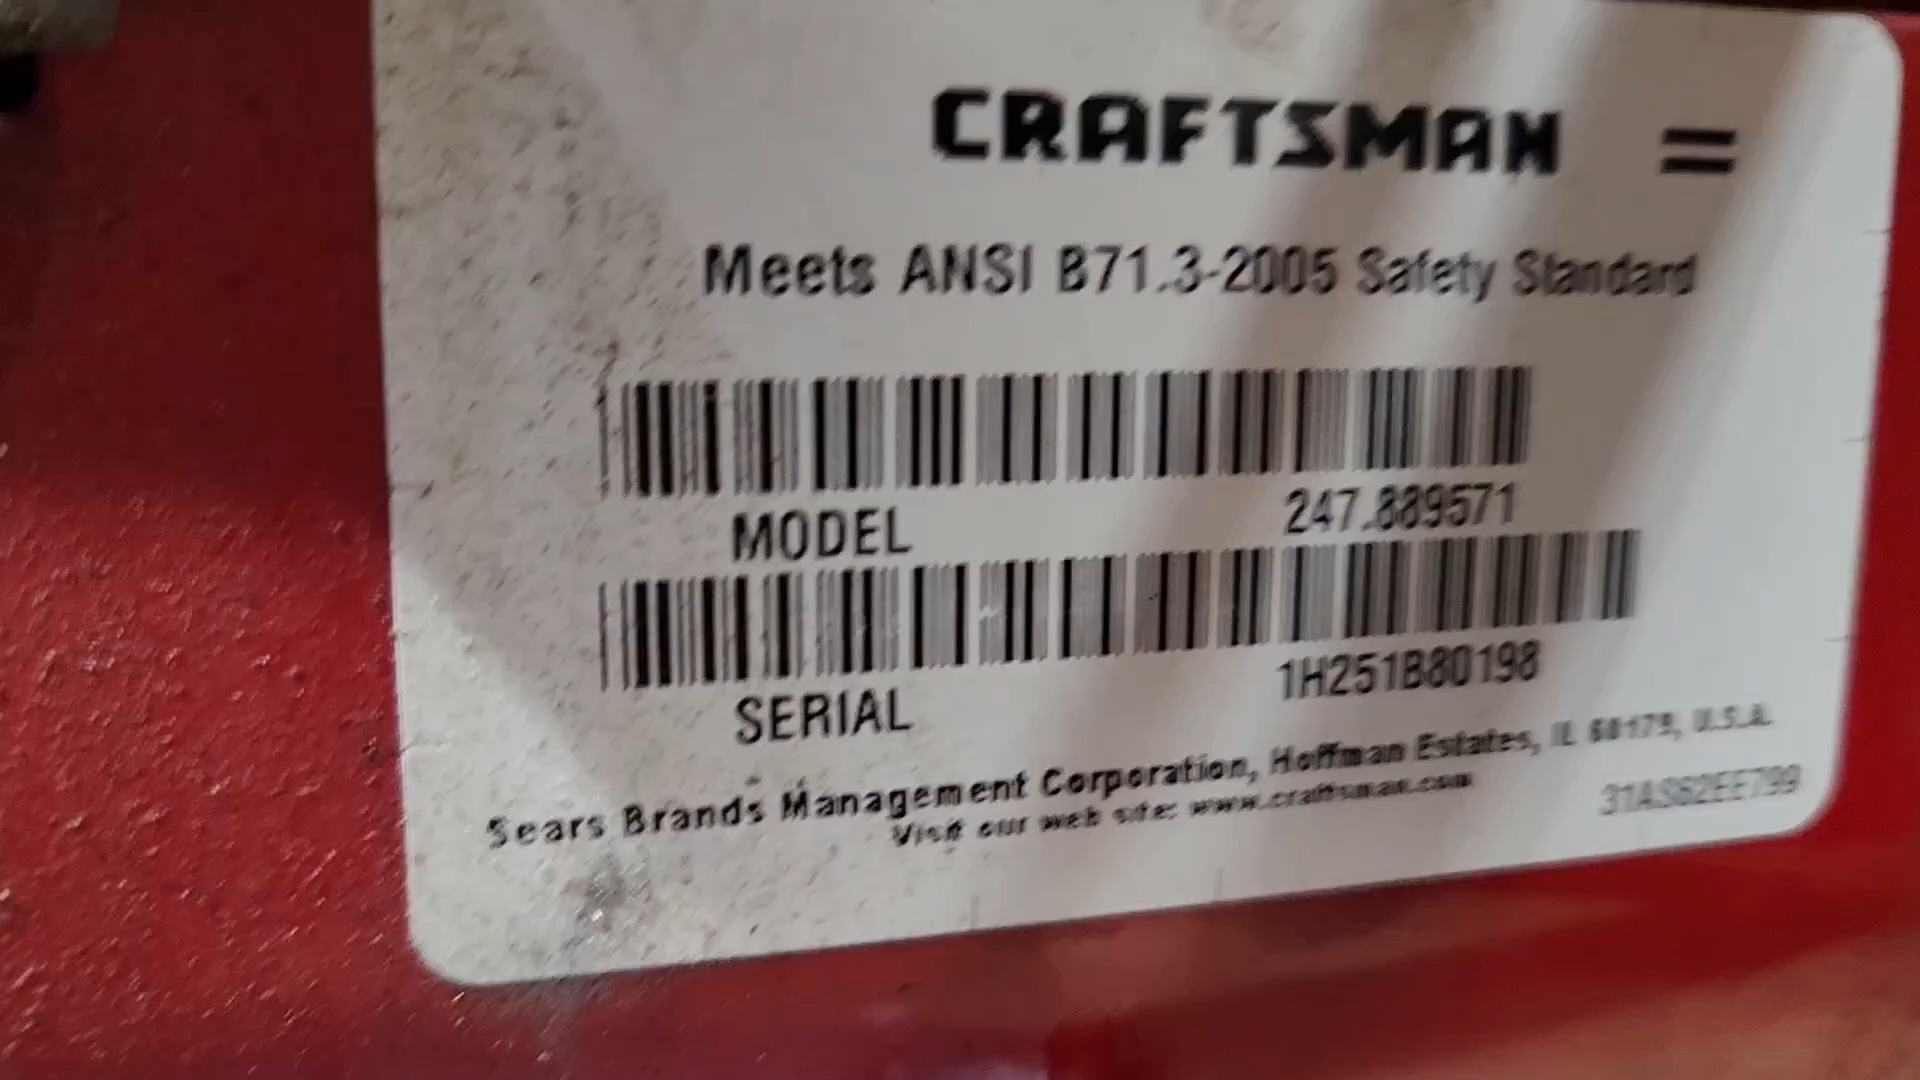 CRAFTSMAN =
Meets ANSI B71.3-2005 Safety Standard
MODEL 247.889571
SERIAL 1H251B80198
Sears Brands Management Corporation, Hoffman Estates, IL 60179, U.S.A.
Visit our web site: www.craftsman.com
31AS62EE799